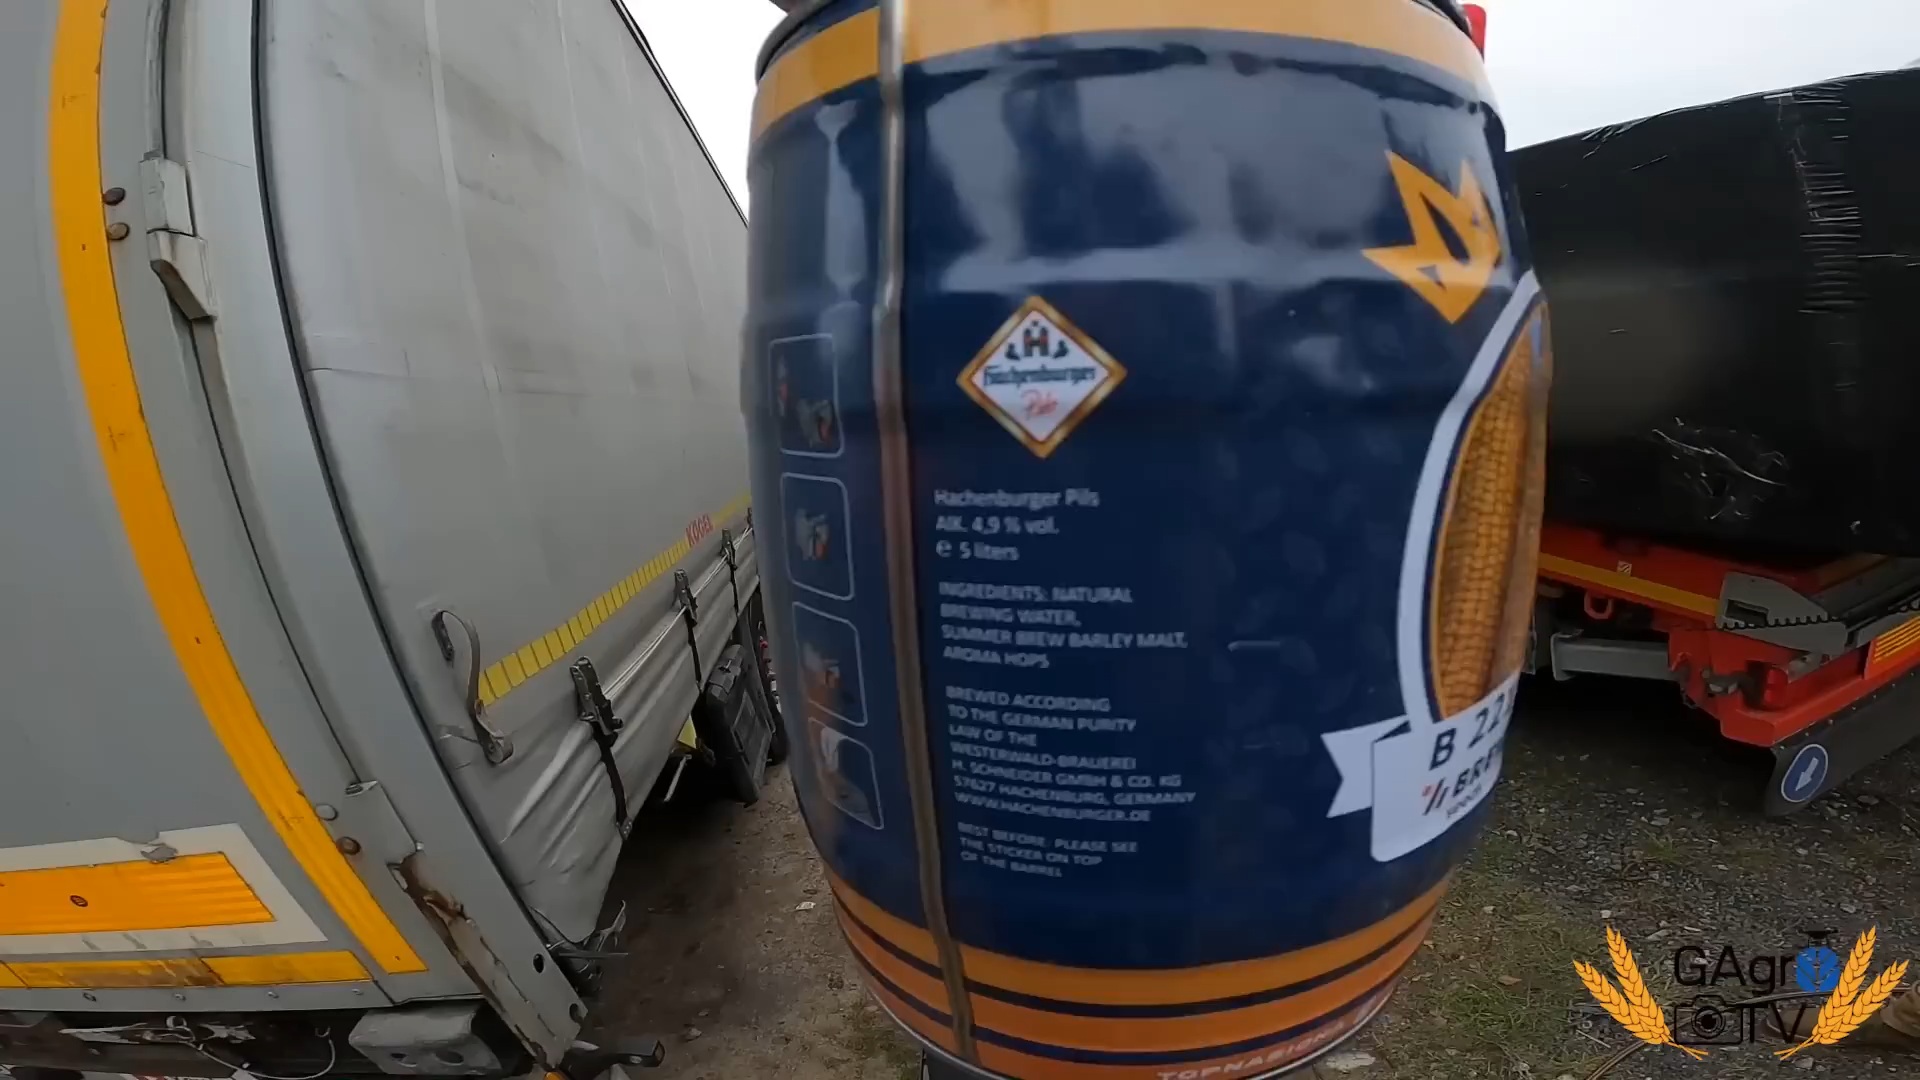 KÖGEL
H
Hachenburger
Pils
Hachenburger Pils
Alk. 4,9 % vol.
e 5 liters
INGREDIENTS: NATURAL
BREWING WATER,
SUMMER BREW BARLEY MALT,
AROMA HOPS
BREWED ACCORDING
TO THE GERMAN PURITY
LAW OF THE
WESTERWALD-BRAUEREI
H. SCHNEIDER GMBH & CO. KG
57627 HACHENBURG, GERMANY
WWW.HACHENBURGER.DE
BEST BEFORE: PLEASE SEE
THE STICKER ON TOP
OF THE BARREL
B 22
GAgro
TV